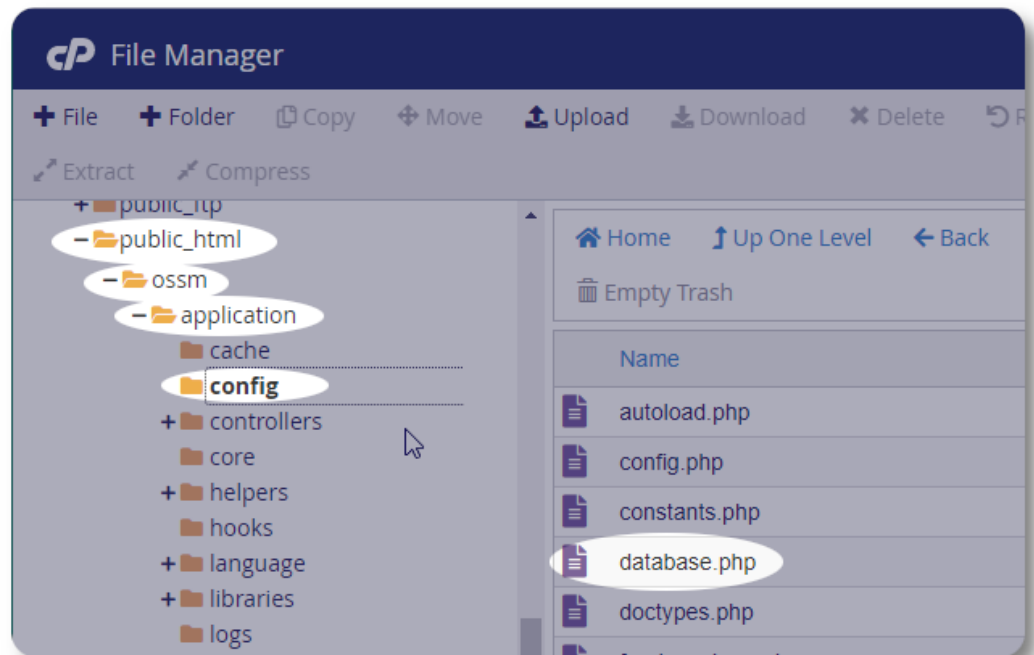 cP File Manager
File Folder Copy Move Upload Download Delete
Extract Compress
public_ftp
public_html
ossm
application
cache
config
controllers
core
helpers
hooks
language
libraries
logs
Home Up One Level Back
Empty Trash
Name
autoload.php
config.php
constants.php
database.php
doctypes.php